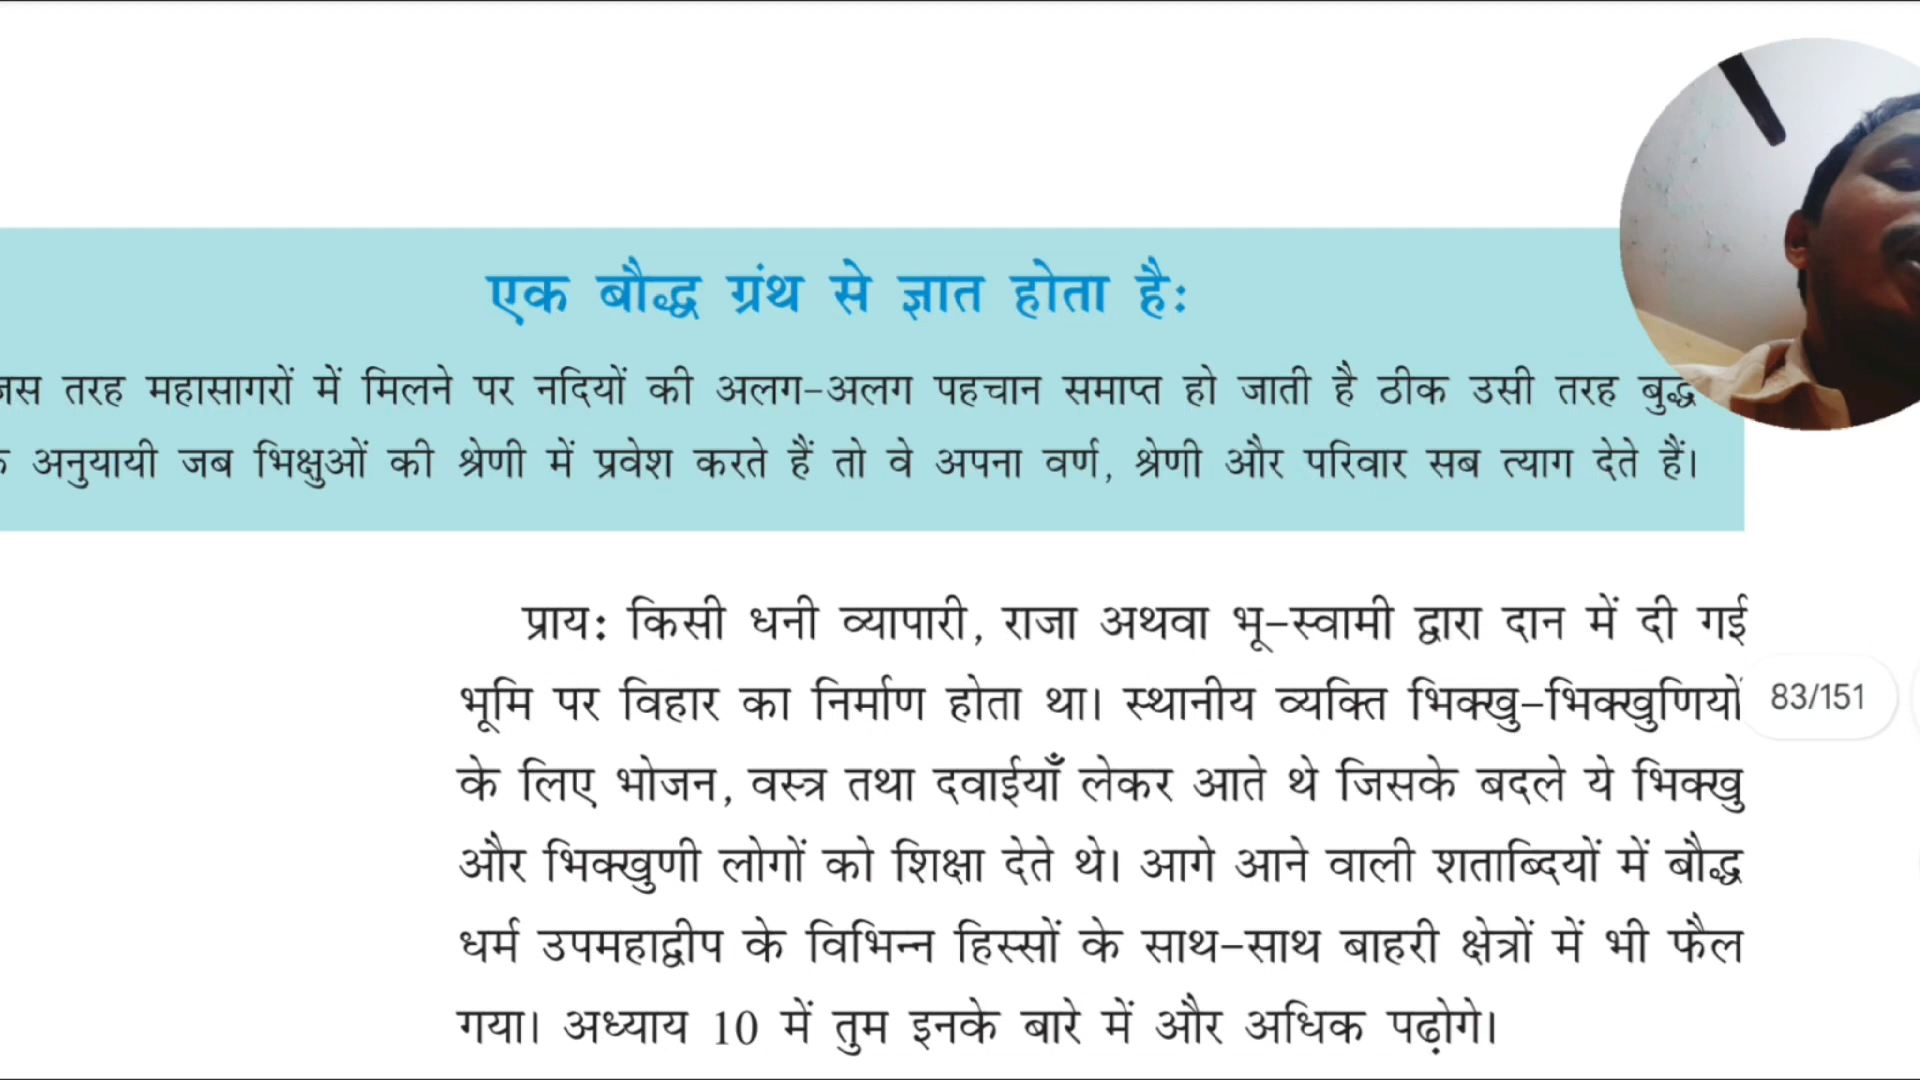 एक बौद्ध ग्रंथ से ज्ञात होता है:
तरह महासागरों में मिलने पर नदियों की अलग-अलग पहचान समाप्त हो जाती है ठीक उसी तरह बुद्ध
अनुयायी जब भिक्षुओं की श्रेणी में प्रवेश करते हैं तो वे अपना वर्ण, श्रेणी और परिवार सब त्याग देते हैं।
प्राय: किसी धनी व्यापारी, राजा अथवा भू-स्वामी द्वारा दान में दी गई
भूमि पर विहार का निर्माण होता था। स्थानीय व्यक्ति भिक्खु-भिक्खुणियों
83/151
के लिए भोजन, वस्त्र तथा दवाईयाँ लेकर आते थे जिसके बदले ये भिक्खु
और भिक्खुणी लोगों को शिक्षा देते थे। आगे आने वाली शताब्दियों में बौद्ध
धर्म उपमहाद्वीप के विभिन्न हिस्सों के साथ-साथ बाहरी क्षेत्रों में भी फैल
गया। अध्याय 10 में तुम इनके बारे में और अधिक पढ़ोगे।